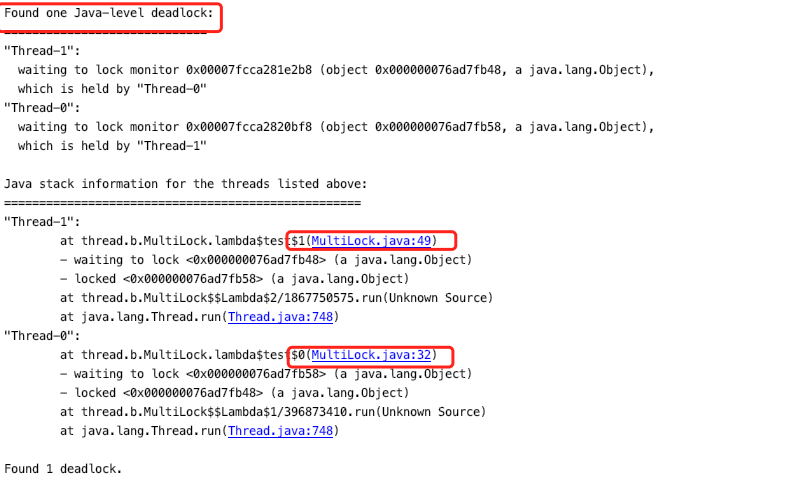 Found one Java-level deadlock:
=============================
"Thread-1":
  waiting to lock monitor 0x00007fcca281e2b8 (object 0x000000076ad7fb48, a java.lang.Object),
  which is held by "Thread-0"
"Thread-0":
  waiting to lock monitor 0x00007fcca2820bf8 (object 0x000000076ad7fb58, a java.lang.Object),
  which is held by "Thread-1"

Java stack information for the threads listed above:
===================================================
"Thread-1":
        at thread.b.MultiLock.lambda$test$1(MultiLock.java:49)
        - waiting to lock <0x000000076ad7fb48> (a java.lang.Object)
        - locked <0x000000076ad7fb58> (a java.lang.Object)
        at thread.b.MultiLock$$Lambda$2/1867750575.run(Unknown Source)
        at java.lang.Thread.run(Thread.java:748)
"Thread-0":
        at thread.b.MultiLock.lambda$test$0(MultiLock.java:32)
        - waiting to lock <0x000000076ad7fb58> (a java.lang.Object)
        - locked <0x000000076ad7fb48> (a java.lang.Object)
        at thread.b.MultiLock$$Lambda$1/396873410.run(Unknown Source)
        at java.lang.Thread.run(Thread.java:748)

Found 1 deadlock.